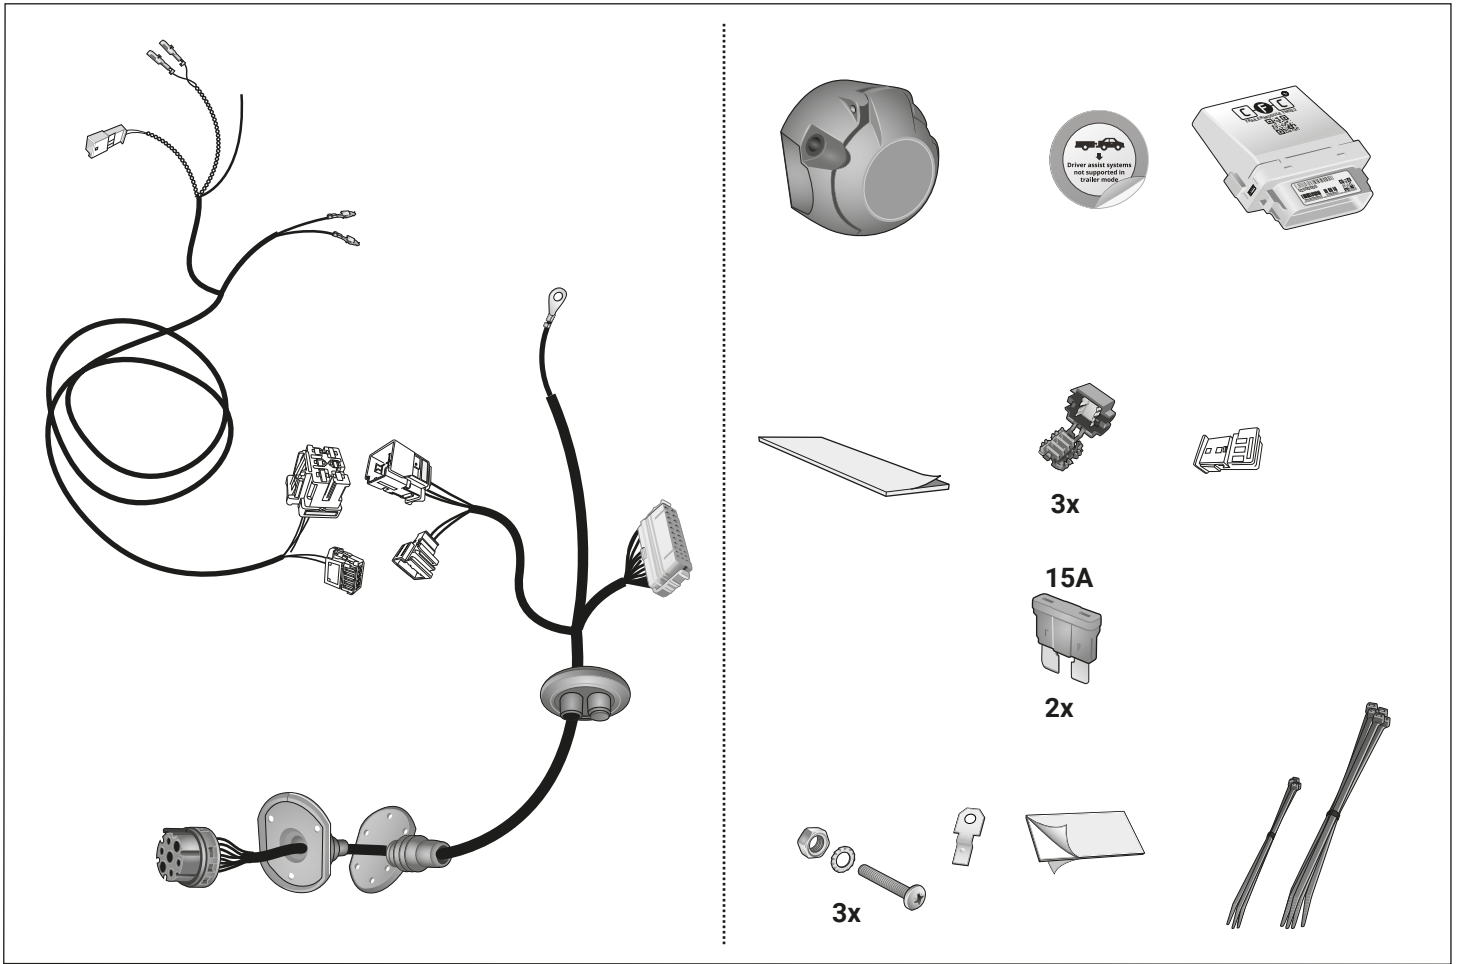 C F C
Driver assist systems
not supported in
trailer mode
3x
15A
2x
3x